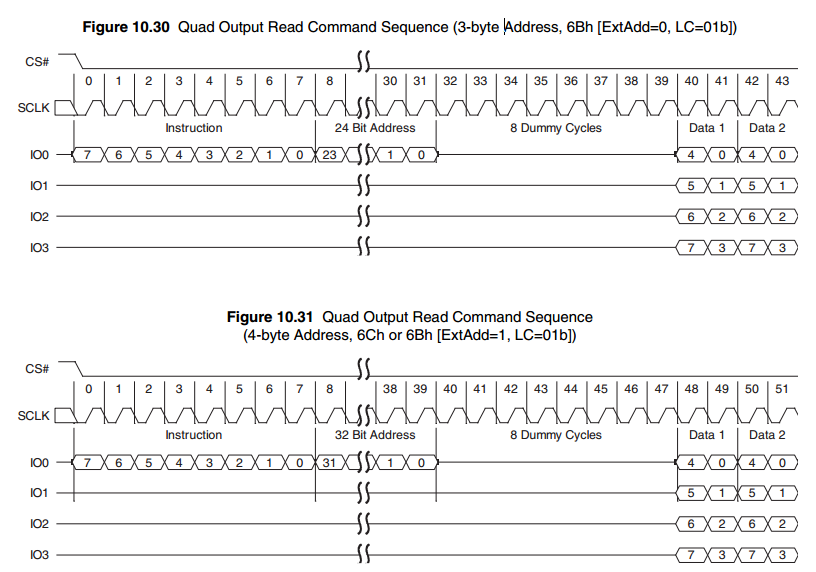 Figure 10.30 Quad Output Read Command Sequence (3-byte Address, 6Bh [ExtAdd=0, LC=01b])
CS#
0 1 2 3 4 5 6 7 8 30 31 32 33 34 35 36 37 38 39 40 41 42 43
SCLK
Instruction 24 Bit Address 8 Dummy Cycles Data 1 Data 2
IO0 7 6 5 4 3 2 1 0 23 1 0 4 0 4 0
IO1 5 1 5 1
IO2 6 2 6 2
IO3 7 3 7 3
Figure 10.31 Quad Output Read Command Sequence
(4-byte Address, 6Ch or 6Bh [ExtAdd=1, LC=01b])
CS#
0 1 2 3 4 5 6 7 8 38 39 40 41 42 43 44 45 46 47 48 49 50 51
SCLK
Instruction 32 Bit Address 8 Dummy Cycles Data 1 Data 2
IO0 7 6 5 4 3 2 1 0 31 1 0 4 0 4 0
IO1 5 1 5 1
IO2 6 2 6 2
IO3 7 3 7 3